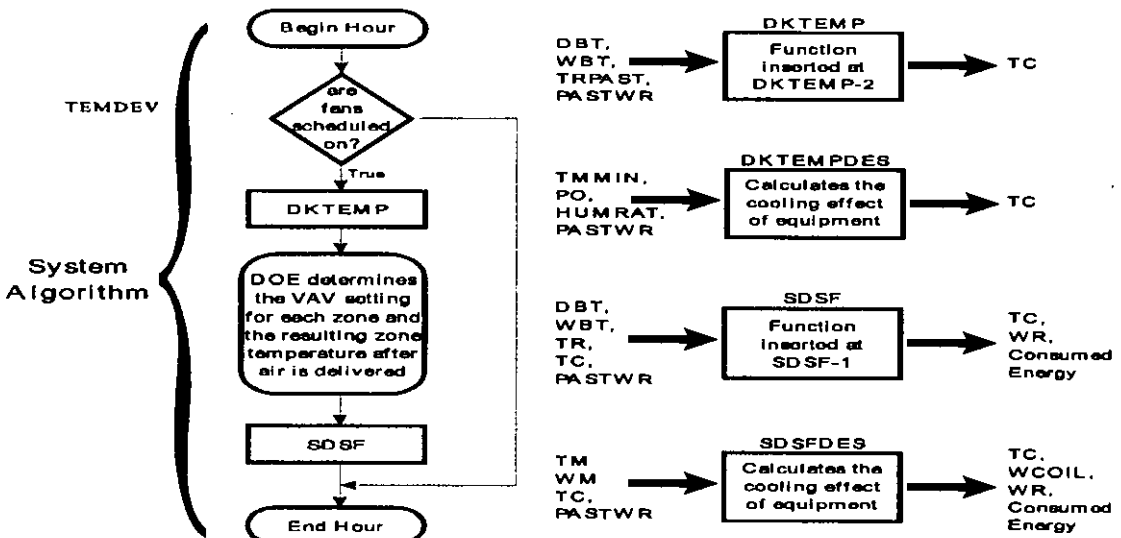 TEMDEV
System
Algorithm
Begin Hour
are
fans
scheduled
on?
True
DKTEMP
DOE determines
the VAV setting
for each zone and
the resulting zone
temperature after
air is delivered
SDSF
End Hour
DKTEMP
DBT,
WBT,
TRPAST,
PASTWR
Function
inserted at
DKTEMP-2
TC
DKTEMPDES
TMMIN,
PO,
HUMRAT,
PASTWR
Calculates the
cooling effect
of equipment
TC
SDSF
DBT,
WBT,
TR,
TC,
PASTWR
Function
inserted at
SDSF-1
TC,
WR,
Consumed
Energy
SDSFDES
TM
WM
TC,
PASTWR
Calculates the
cooling effect
of equipment
TC,
WCOIL,
WR,
Consumed
Energy